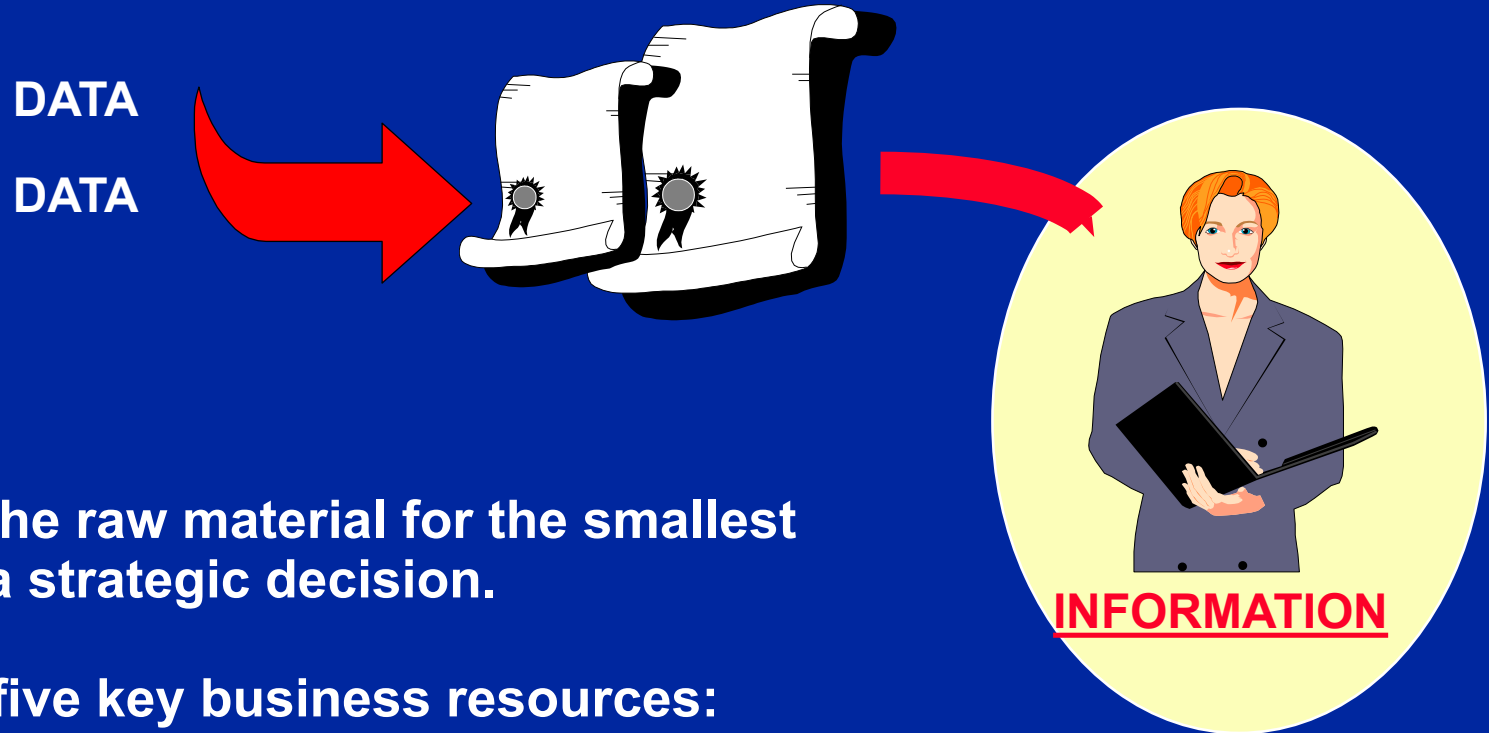 DATA
DATA
he raw material for the smallest
a strategic decision.
INFORMATION
five key business resources: